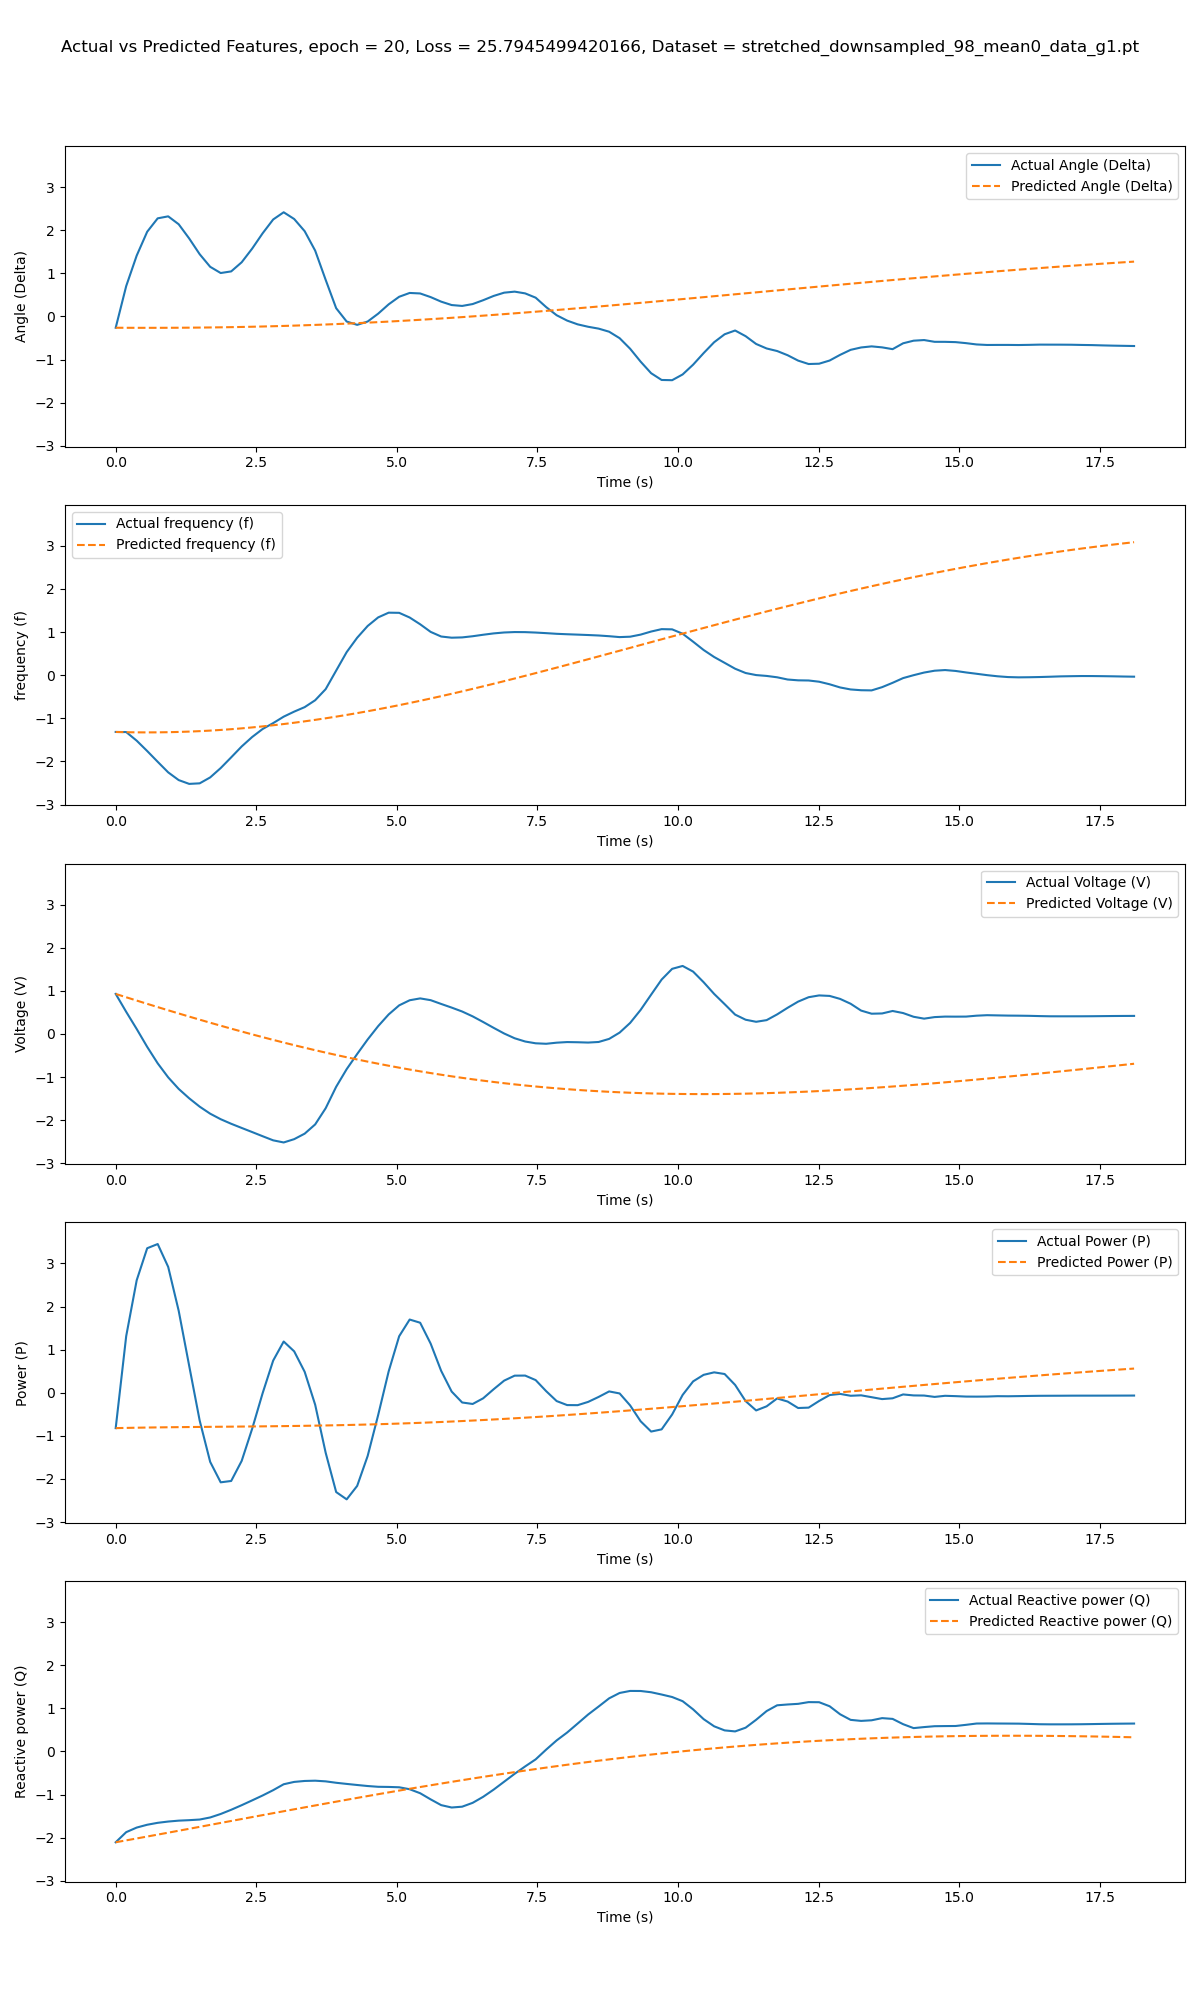 Actual vs Predicted Features, epoch = 20, Loss = 25.7945499420166, Dataset = stretched_downsampled_98_mean0_data_g1.pt
Actual Angle (Delta)
Predicted Angle (Delta)
Angle (Delta)
3
2
1
0
−1
−2
−3
0.0 2.5 5.0 7.5 10.0 12.5 15.0 17.5
Time (s)
Actual frequency (f)
Predicted frequency (f)
frequency (f)
3
2
1
0
−1
−2
−3
0.0 2.5 5.0 7.5 10.0 12.5 15.0 17.5
Time (s)
Actual Voltage (V)
Predicted Voltage (V)
Voltage (V)
3
2
1
0
−1
−2
−3
0.0 2.5 5.0 7.5 10.0 12.5 15.0 17.5
Time (s)
Actual Power (P)
Predicted Power (P)
Power (P)
3
2
1
0
−1
−2
−3
0.0 2.5 5.0 7.5 10.0 12.5 15.0 17.5
Time (s)
Actual Reactive power (Q)
Predicted Reactive power (Q)
Reactive power (Q)
3
2
1
0
−1
−2
−3
0.0 2.5 5.0 7.5 10.0 12.5 15.0 17.5
Time (s)